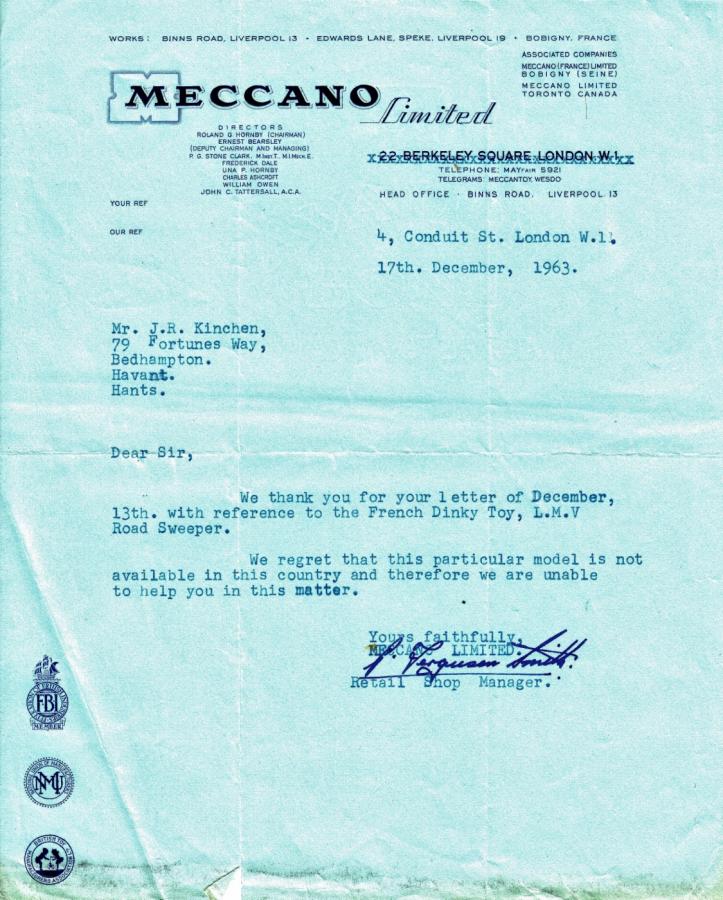 WORKS: BINNS ROAD, LIVERPOOL 13 • EDWARDS LANE, SPEKE, LIVERPOOL 19 • BOBIGNY, FRANCE
ASSOCIATED COMPANIES
MECCANO (FRANCE) LIMITED
BOBIGNY (SEINE)
MECCANO LIMITED
TORONTO CANADA
MECCANO Limited
DIRECTORS
ROLAND G HORNBY (CHAIRMAN)
ERNEST BEARSLEY
(DEPUTY CHAIRMAN AND MANAGING)
P. G. STONE CLARK, M.INST.T., M.I.MECH.E.
FREDERICK DALE
UNA P. HORNBY
CHARLES ASHCROFT
WILLIAM OWEN
JOHN C. TATTERSALL, A.C.A.
22 BERKELEY SQUARE LONDON W.1
TELEPHONE: MAYFAIR 5921
TELEGRAMS: MECCANTOY, WESDO
HEAD OFFICE • BINNS ROAD, LIVERPOOL 13
YOUR REF
OUR REF
4, Conduit St. London W.1.
17th. December, 1963.
Mr. J.R. Kinchen,
79 Fortunes Way,
Bedhampton.
Havant.
Hants.
Dear Sir,
We thank you for your letter of December,
13th. with reference to the French Dinky Toy, L.M.V
Road Sweeper.
We regret that this particular model is not
available in this country and therefore we are unable
to help you in this matter.
Yours faithfully,
MECCANO LIMITED.
P. Ferguson Smith.
Retail Shop Manager.
FBI
MEMBER
NUM